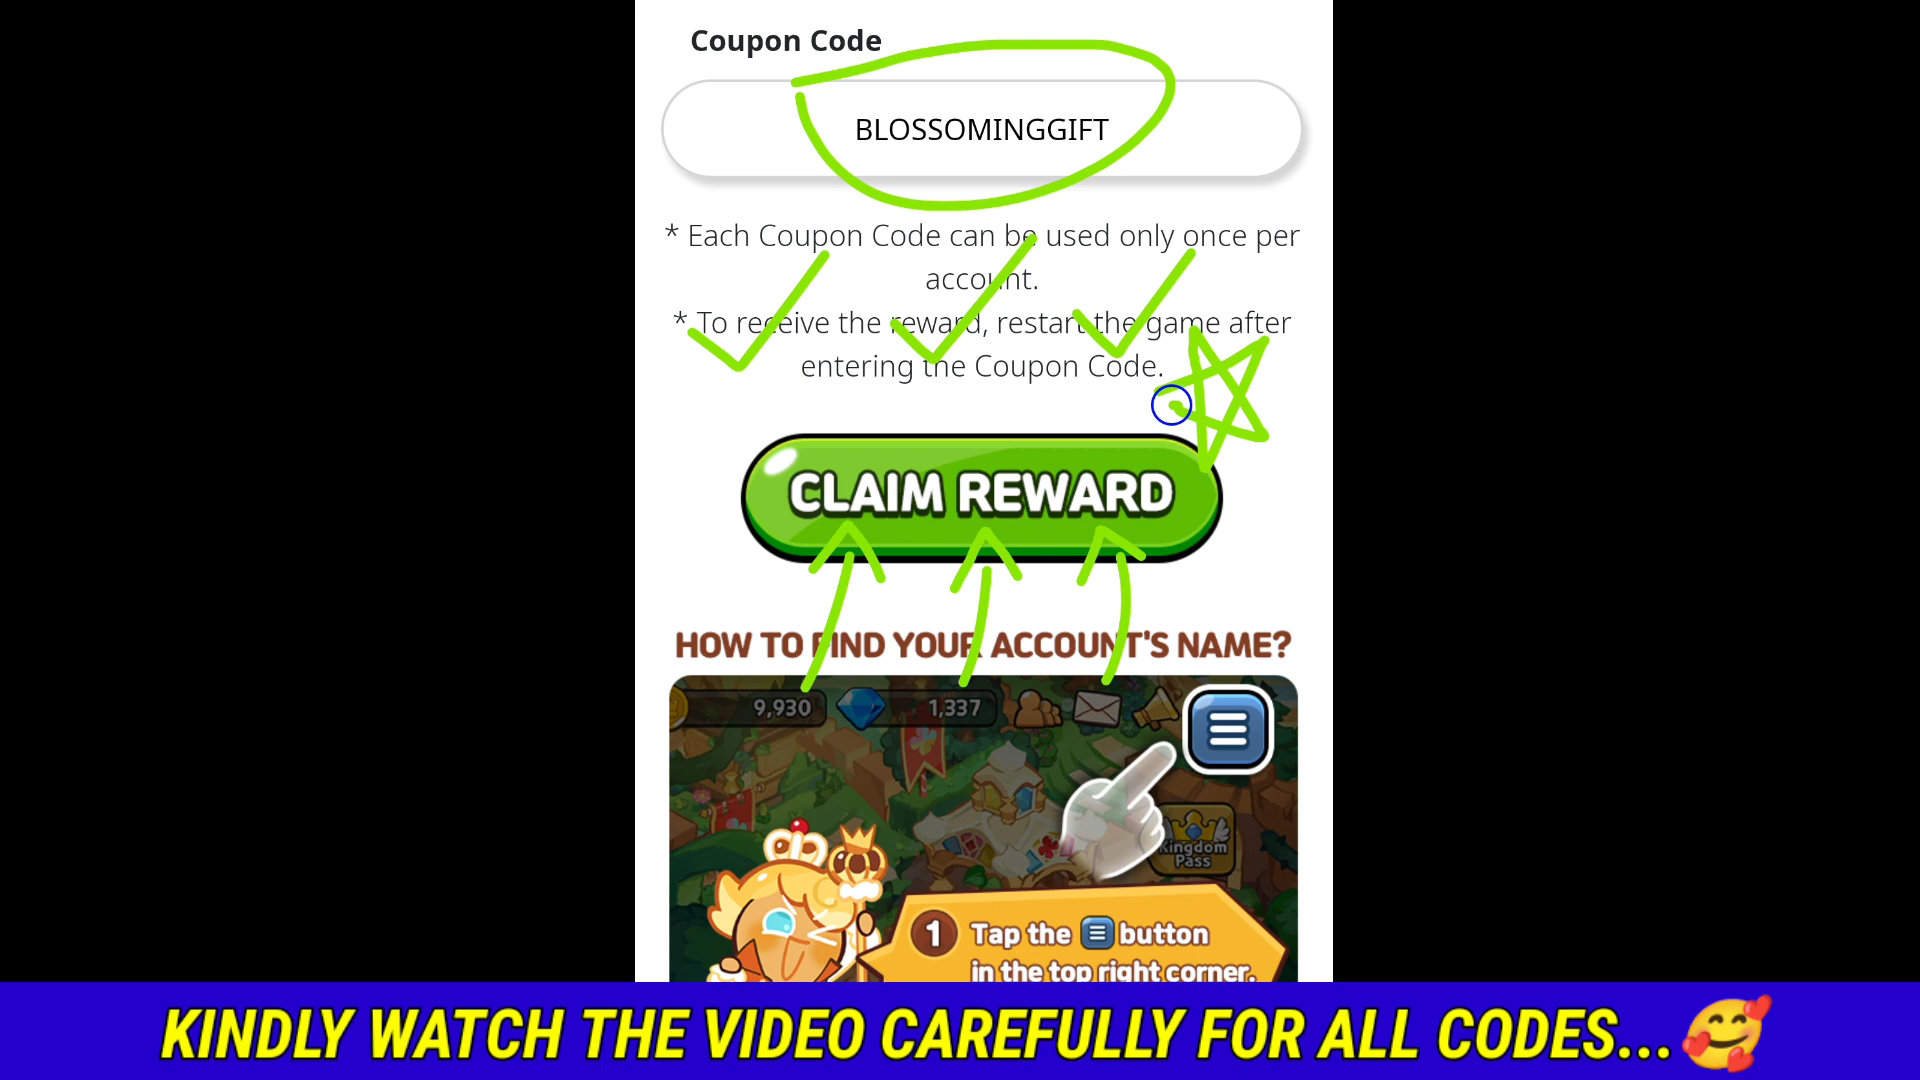 Coupon Code
BLOSSOMINGGIFT
* Each Coupon Code can be used only once per
account.
* To receive the reward, restart the game after
entering the Coupon Code.
CLAIM REWARD
HOW TO FIND YOUR ACCOUNT'S NAME?
9,930
1,337
Kingdom
Pass
1 Tap the button
in the top right corner.
KINDLY WATCH THE VIDEO CAREFULLY FOR ALL CODES...🥰